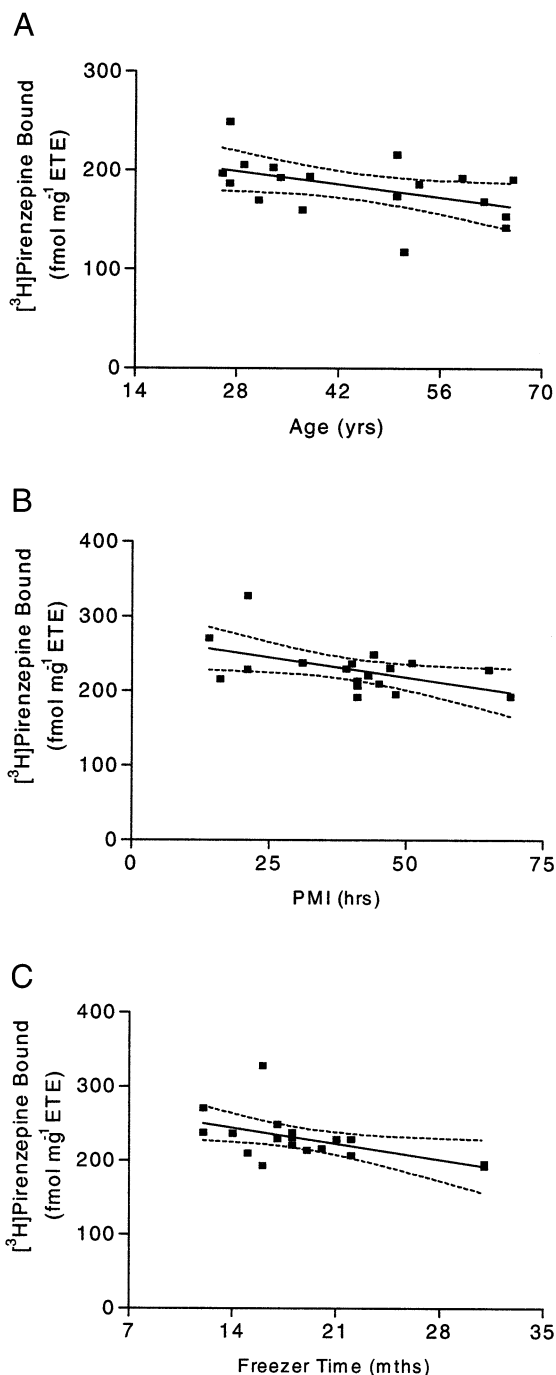 A
[³H]Pirenzepine Bound
(fmol mg⁻¹ ETE)
300
200
100
0
14 28 42 56 70
Age (yrs)
B
[³H]Pirenzepine Bound
(fmol mg⁻¹ ETE)
400
300
200
100
0
0 25 50 75
PMI (hrs)
C
[³H]Pirenzepine Bound
(fmol mg⁻¹ ETE)
400
300
200
100
0
7 14 21 28 35
Freezer Time (mths)